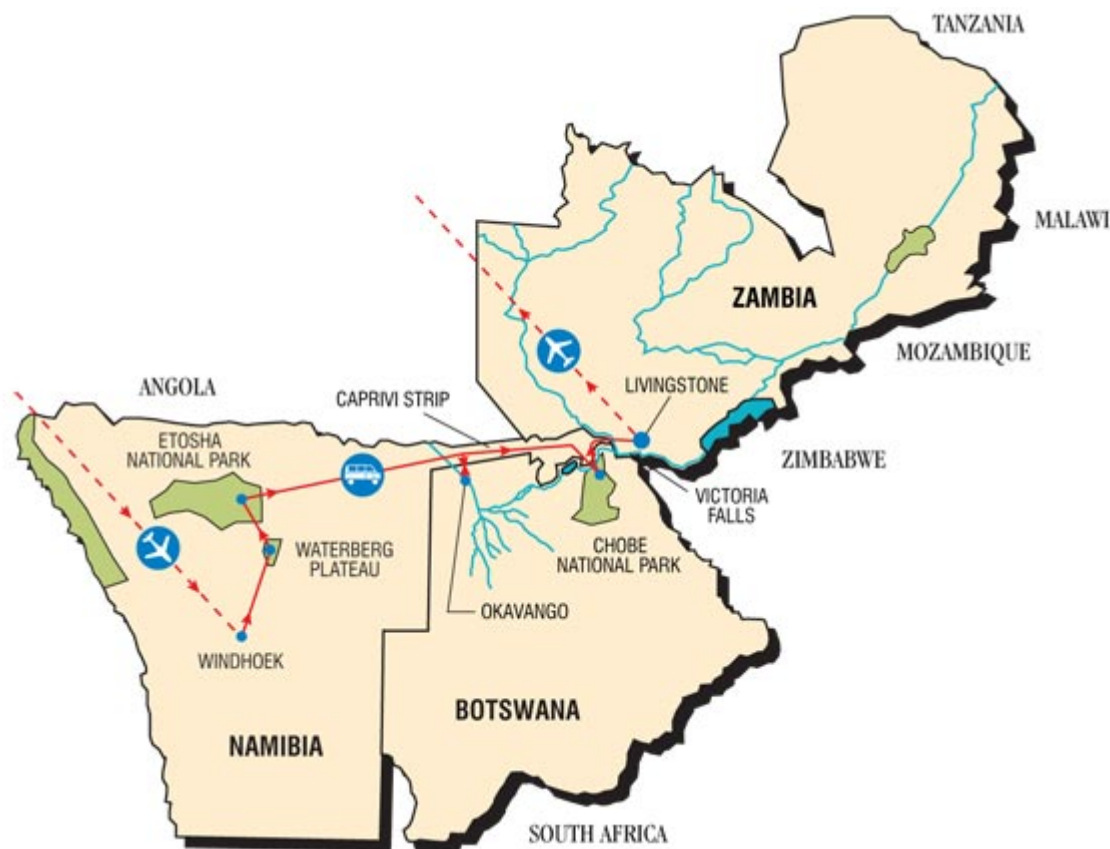 TANZANIA
MALAWI
ZAMBIA
MOZAMBIQUE
LIVINGSTONE
ANGOLA
CAPRIVI STRIP
ETOSHA
NATIONAL PARK
ZIMBABWE
VICTORIA
FALLS
WATERBERG
PLATEAU
CHOBE
NATIONAL PARK
OKAVANGO
WINDHOEK
BOTSWANA
NAMIBIA
SOUTH AFRICA